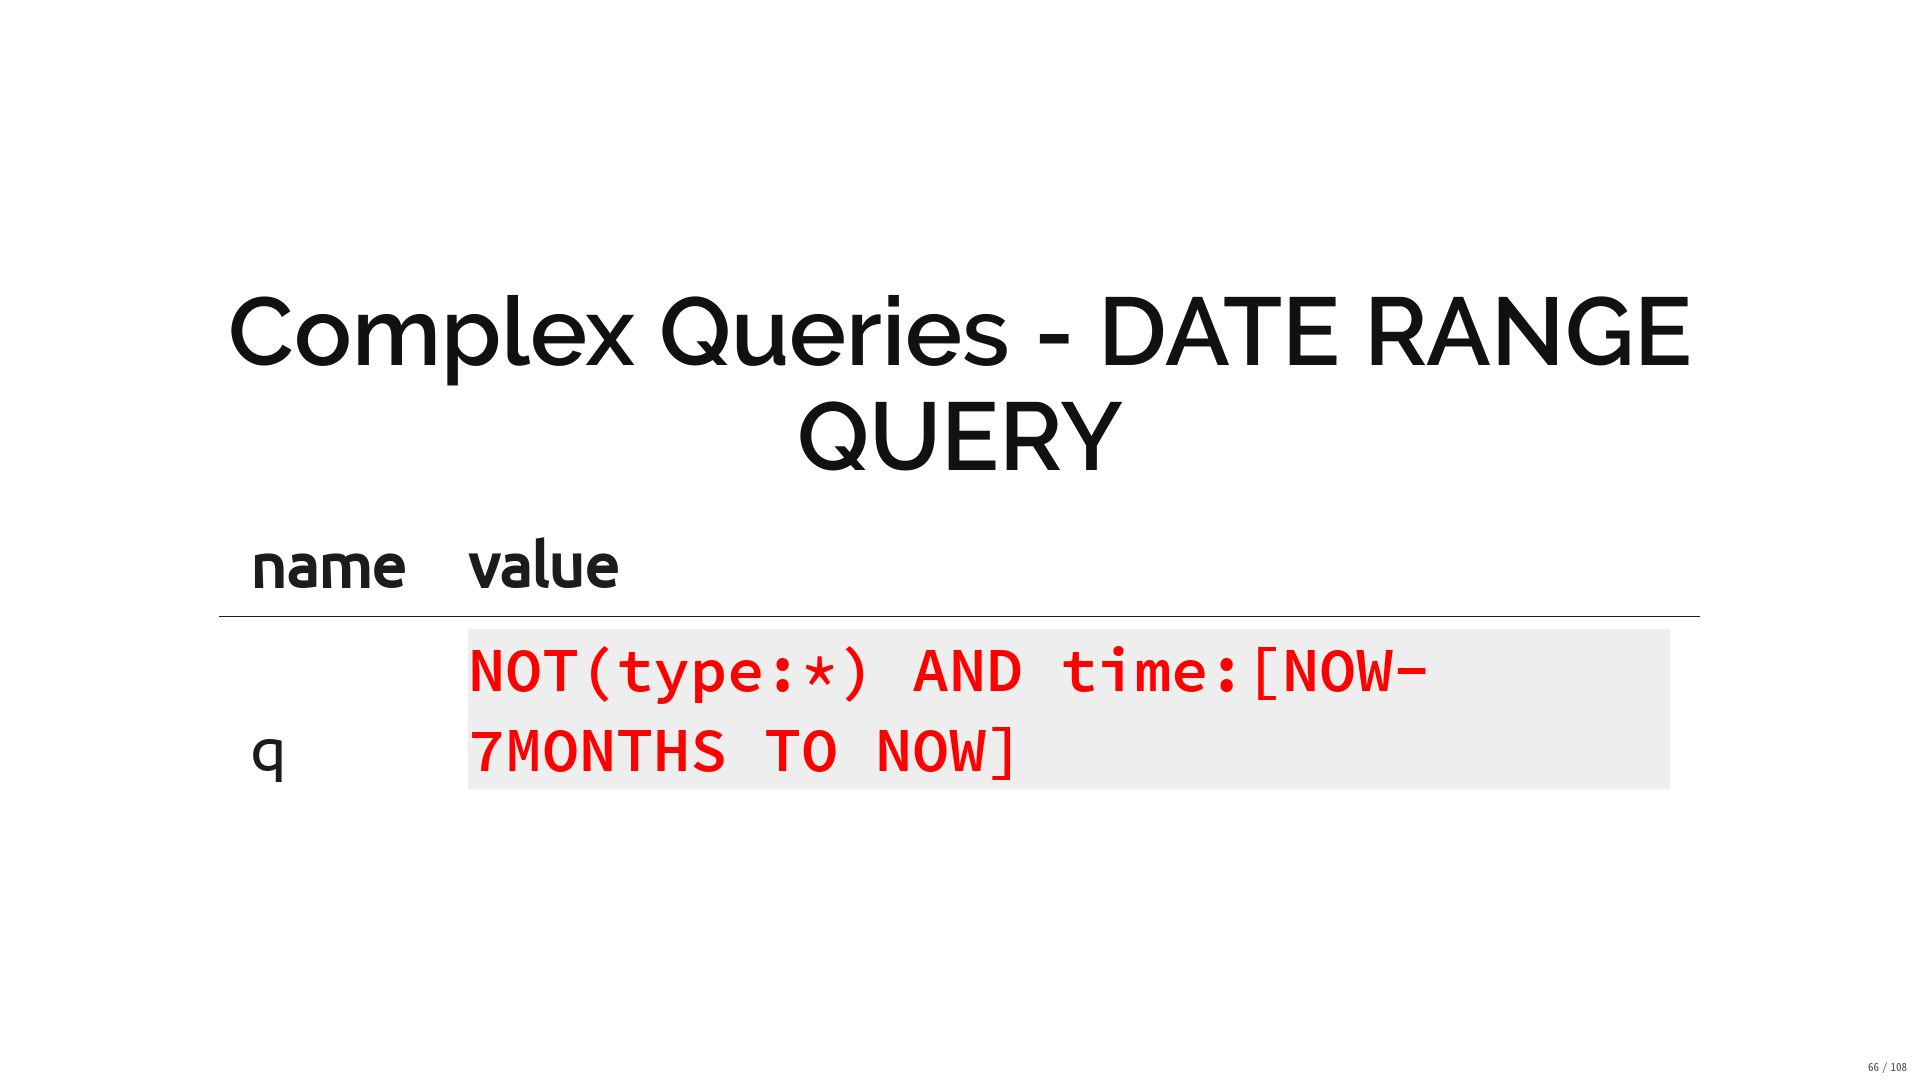 Complex Queries - DATE RANGE
QUERY
name value
NOT(type:*) AND time:[NOW-
q 7MONTHS TO NOW]
66 / 108